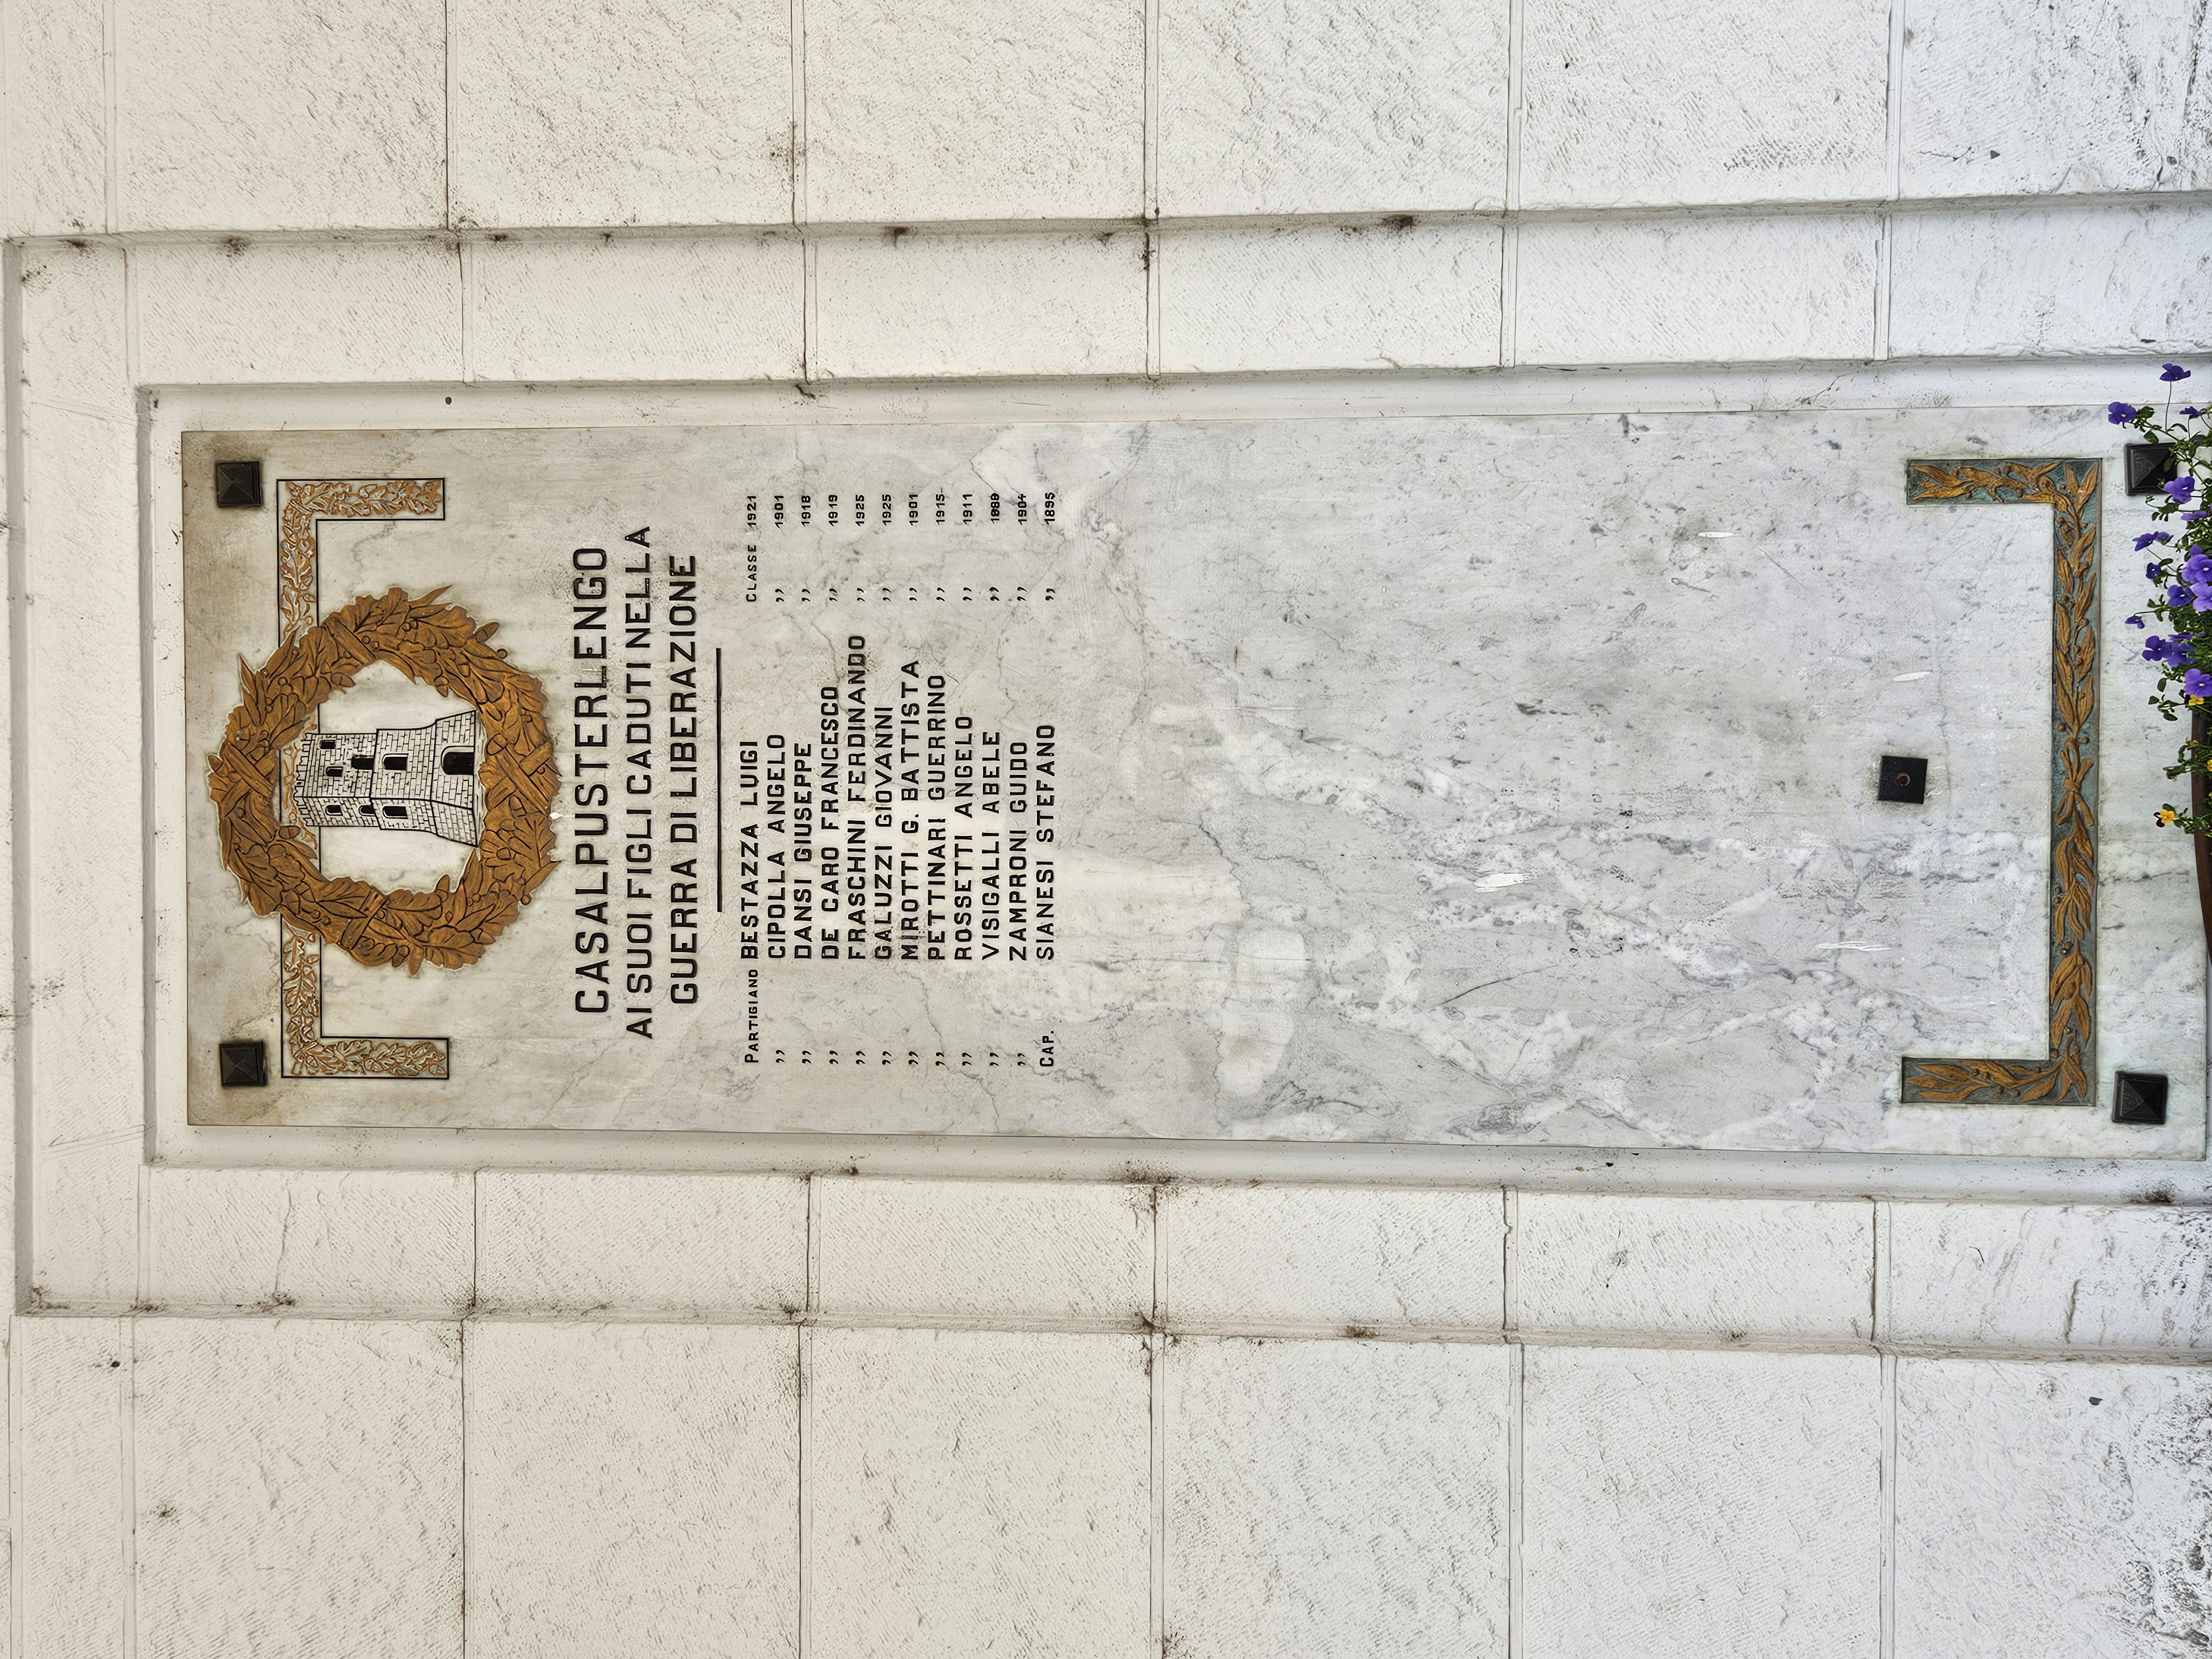 CASALPUSTERLENGO
AI SUOI FIGLI CADUTI NELLA
GUERRA DI LIBERAZIONE
PARTIGIANO BESTAZZA LUIGI CLASSE 1921
,, CIPOLLA ANGELO ,, 1901
,, DANSI GIUSEPPE ,, 1918
,, DE CARO FRANCESCO ,, 1919
,, FRASCHINI FERDINANDO ,, 1925
,, GALUZZI GIOVANNI ,, 1925
,, MIROTTI G. BATTISTA ,, 1901
,, PETTINARI GUERRINO ,, 1915
,, ROSSETTI ANGELO ,, 1911
,, VISIGALLI ABELE ,,
,, ZAMPRONI GUIDO ,, 1904
CAP. SIANESI STEFANO ,, 1895